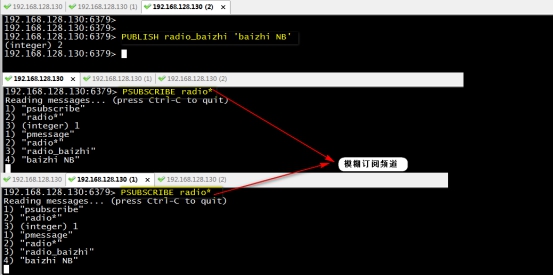 192.168.128.130 192.168.128.130 (1) 192.168.128.130 (2) ×
192.168.128.130:6379>
192.168.128.130:6379>
192.168.128.130:6379> PUBLISH radio_baizhi 'baizhi NB'
(integer) 2
192.168.128.130:6379>
192.168.128.130 × 192.168.128.130 (1) 192.168.128.130 (2)
192.168.128.130:6379> PSUBSCRIBE radio*
Reading messages... (press Ctrl-C to quit)
1) "psubscribe"
2) "radio*"
3) (integer) 1
1) "pmessage"
2) "radio*"
3) "radio_baizhi"
4) "baizhi NB"
模糊订阅频道
192.168.128.130 192.168.128.130 (1) × 192.168.128.130 (2)
192.168.128.130:6379> PSUBSCRIBE radio*
Reading messages... (press Ctrl-C to quit)
1) "psubscribe"
2) "radio*"
3) (integer) 1
1) "pmessage"
2) "radio*"
3) "radio_baizhi"
4) "baizhi NB"